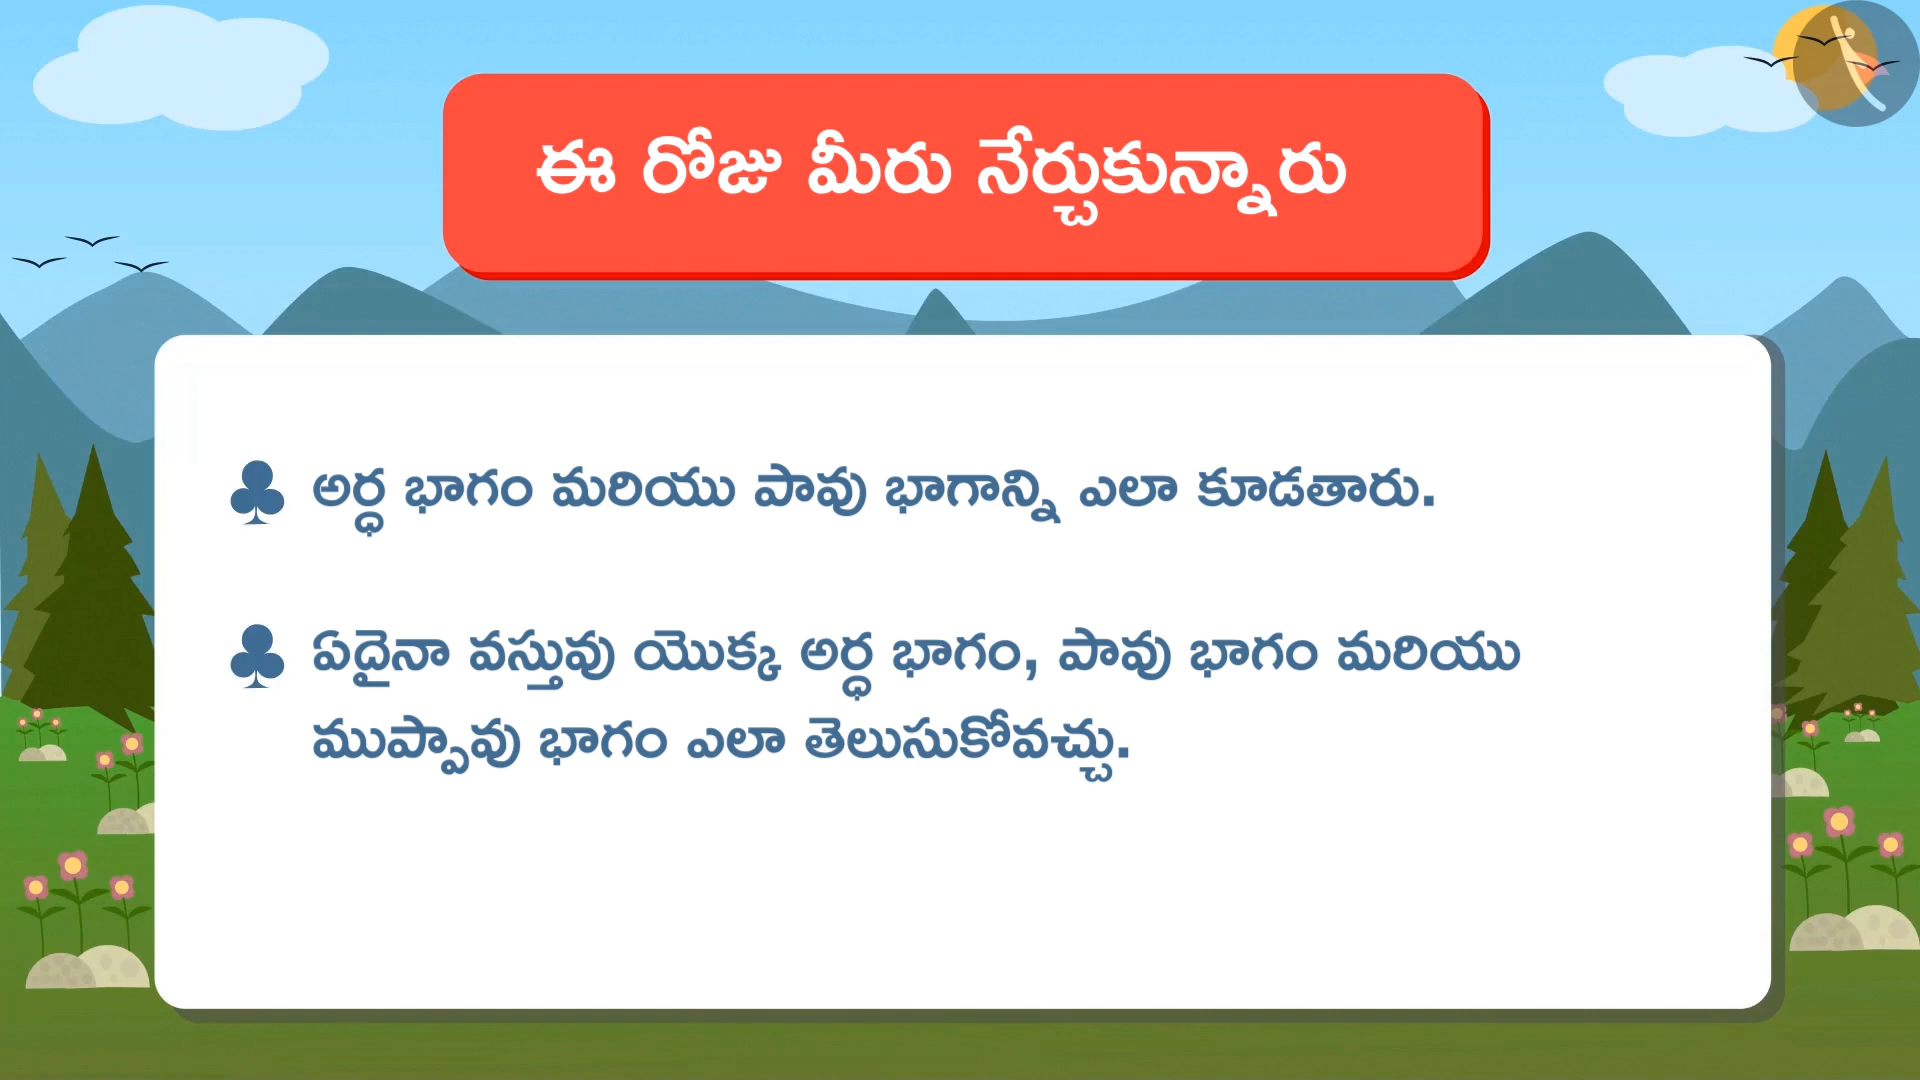 ఈ రోజు మీరు నేర్చుకున్నారు
అర్ధ భాగం మరియు పావు భాగాన్ని ఎలా కూడతారు.
ఏదైనా వస్తువు యొక్క అర్ధ భాగం, పావు భాగం మరియు
ముప్పావు భాగం ఎలా తెలుసుకోవచ్చు.